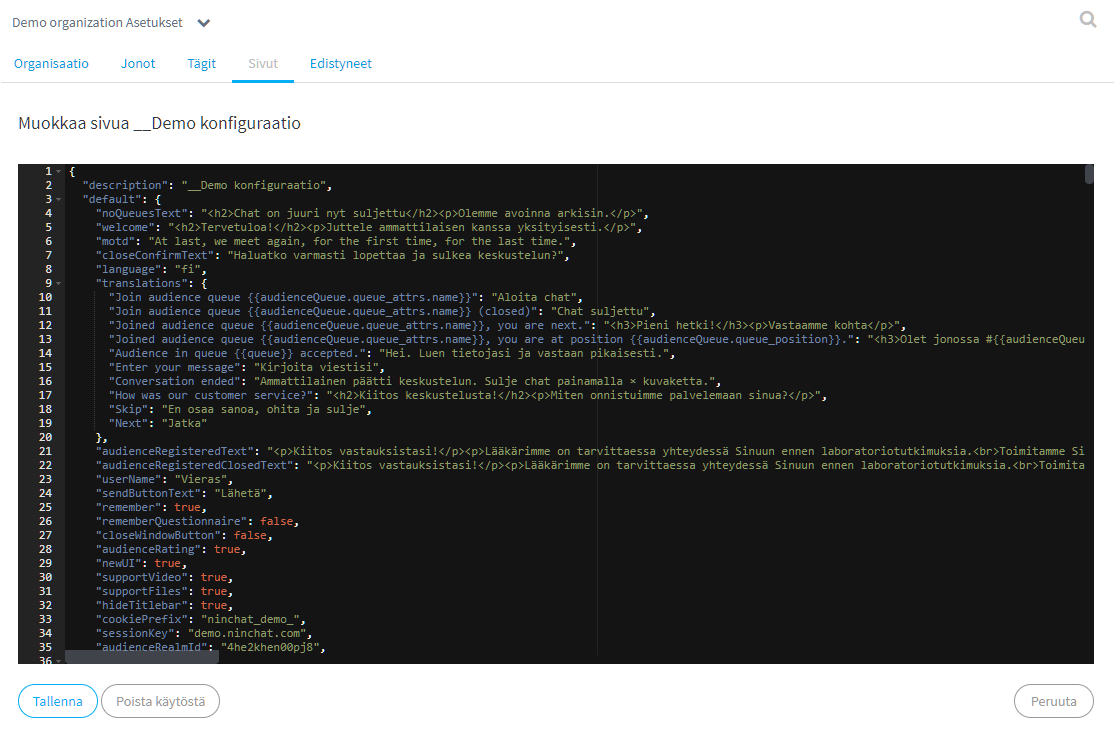 Demo organization Asetukset
Organisaatio Jonot Tägit Sivut Edistyneet
Muokkaa sivua __Demo konfiguraatio
1 {
2 "description": "__Demo konfiguraatio",
3 "default": {
4 "noQueuesText": "<h2>Chat on juuri nyt suljettu</h2><p>Olemme avoinna arkisin.</p>",
5 "welcome": "<h2>Tervetuloa!</h2><p>Juttele ammattilaisen kanssa yksityisesti.</p>",
6 "motd": "At last, we meet again, for the first time, for the last time.",
7 "closeConfirmText": "Haluatko varmasti lopettaa ja sulkea keskustelun?",
8 "language": "fi",
9 "translations": {
10 "Join audience queue {{audienceQueue.queue_attrs.name}}": "Aloita chat",
11 "Join audience queue {{audienceQueue.queue_attrs.name}} (closed)": "Chat suljettu",
12 "Joined audience queue {{audienceQueue.queue_attrs.name}}, you are next.": "<h3>Pieni hetki!</h3><p>Vastaamme kohta</p>",
13 "Joined audience queue {{audienceQueue.queue_attrs.name}}, you are at position {{audienceQueue.queue_position}}.": "<h3>Olet jonossa #{{audienceQueu
14 "Audience in queue {{queue}} accepted.": "Hei. Luen tietojasi ja vastaan pikaisesti.",
15 "Enter your message": "Kirjoita viestisi",
16 "Conversation ended": "Ammattilainen päätti keskustelun. Sulje chat painamalla × kuvaketta.",
17 "How was our customer service?": "<h2>Kiitos keskustelusta!</h2><p>Miten onnistuimme palvelemaan sinua?</p>",
18 "Skip": "En osaa sanoa, ohita ja sulje",
19 "Next": "Jatka"
20 },
21 "audienceRegisteredText": "<p>Kiitos vastauksistasi!</p><p>Lääkärimme on tarvittaessa yhteydessä Sinuun ennen laboratoriotutkimuksia.<br>Toimitamme Si
22 "audienceRegisteredClosedText": "<p>Kiitos vastauksistasi!</p><p>Lääkärimme on tarvittaessa yhteydessä Sinuun ennen laboratoriotutkimuksia.<br>Toimita
23 "userName": "Vieras",
24 "sendButtonText": "Lähetä",
25 "remember": true,
26 "rememberQuestionnaire": false,
27 "closeWindowButton": false,
28 "audienceRating": true,
29 "newUI": true,
30 "supportVideo": true,
31 "supportFiles": true,
32 "hideTitlebar": true,
33 "cookiePrefix": "ninchat_demo_",
34 "sessionKey": "demo.ninchat.com",
35 "audienceRealmId": "4he2khen00pj8",
36
Tallenna Poista käytöstä Peruuta